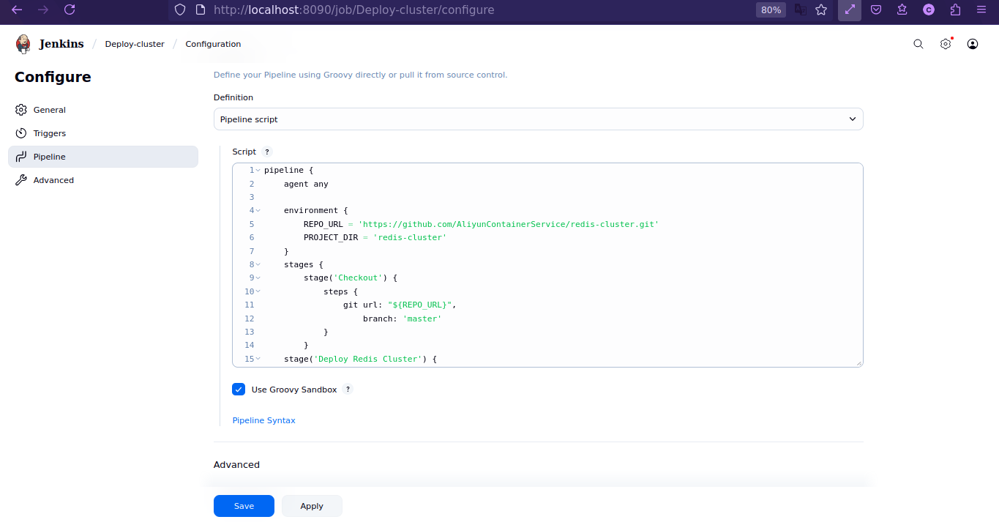 http://localhost:8090/job/Deploy-cluster/configure 80% C
Jenkins / Deploy-cluster / Configuration
Configure
General
Triggers
Pipeline
Advanced
Define your Pipeline using Groovy directly or pull it from source control.
Definition
Pipeline script
Script ?
1 pipeline {
2     agent any
3
4     environment {
5         REPO_URL = 'https://github.com/AliyunContainerService/redis-cluster.git'
6         PROJECT_DIR = 'redis-cluster'
7     }
8     stages {
9         stage('Checkout') {
10             steps {
11                 git url: "${REPO_URL}",
12                     branch: 'master'
13             }
14         }
15     stage('Deploy Redis Cluster') {
Use Groovy Sandbox ?
Pipeline Syntax
Advanced
Save Apply